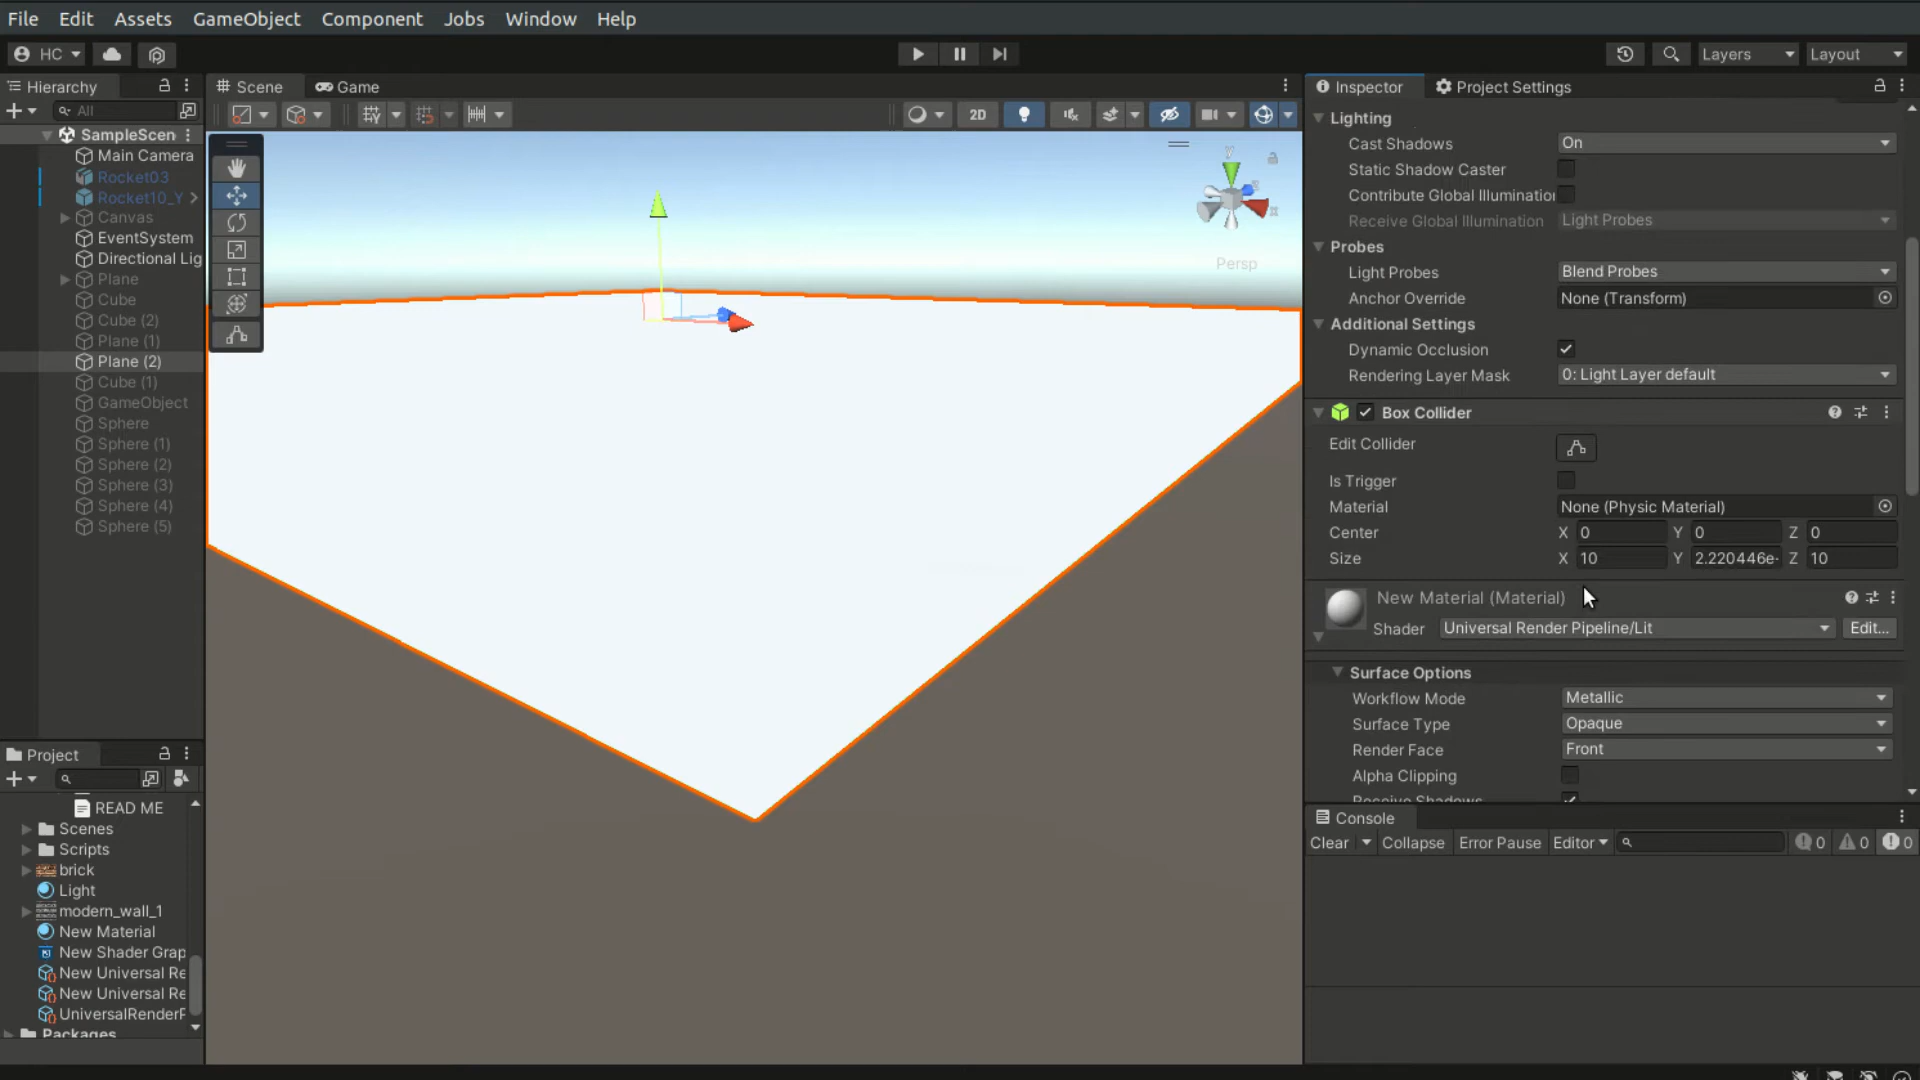 File Edit Assets GameObject Component Jobs Window Help
HC
Layers Layout
Hierarchy
All
SampleScen
Main Camera
Rocket03
Rocket10_Y
Canvas
EventSystem
Directional Lig
Plane
Cube
Cube (2)
Plane (1)
Plane (2)
Cube (1)
GameObject
Sphere
Sphere (1)
Sphere (2)
Sphere (3)
Sphere (4)
Sphere (5)
Project
READ ME
Scenes
Scripts
brick
Light
modern_wall_1
New Material
New Shader Grap
New Universal Re
New Universal Re
UniversalRenderP
Packages
Scene Game
2D
y
x
Persp
Inspector Project Settings
Lighting
Cast Shadows On
Static Shadow Caster
Contribute Global Illumination
Receive Global Illumination Light Probes
Probes
Light Probes Blend Probes
Anchor Override None (Transform)
Additional Settings
Dynamic Occlusion
Rendering Layer Mask 0: Light Layer default
Box Collider
Edit Collider
Is Trigger
Material None (Physic Material)
Center X 0 Y 0 Z 0
Size X 10 Y 2.220446e- Z 10
New Material (Material)
Shader Universal Render Pipeline/Lit Edit...
Surface Options
Workflow Mode Metallic
Surface Type Opaque
Render Face Front
Alpha Clipping
Receive Shadows
Console
Clear Collapse Error Pause Editor 0 0 0